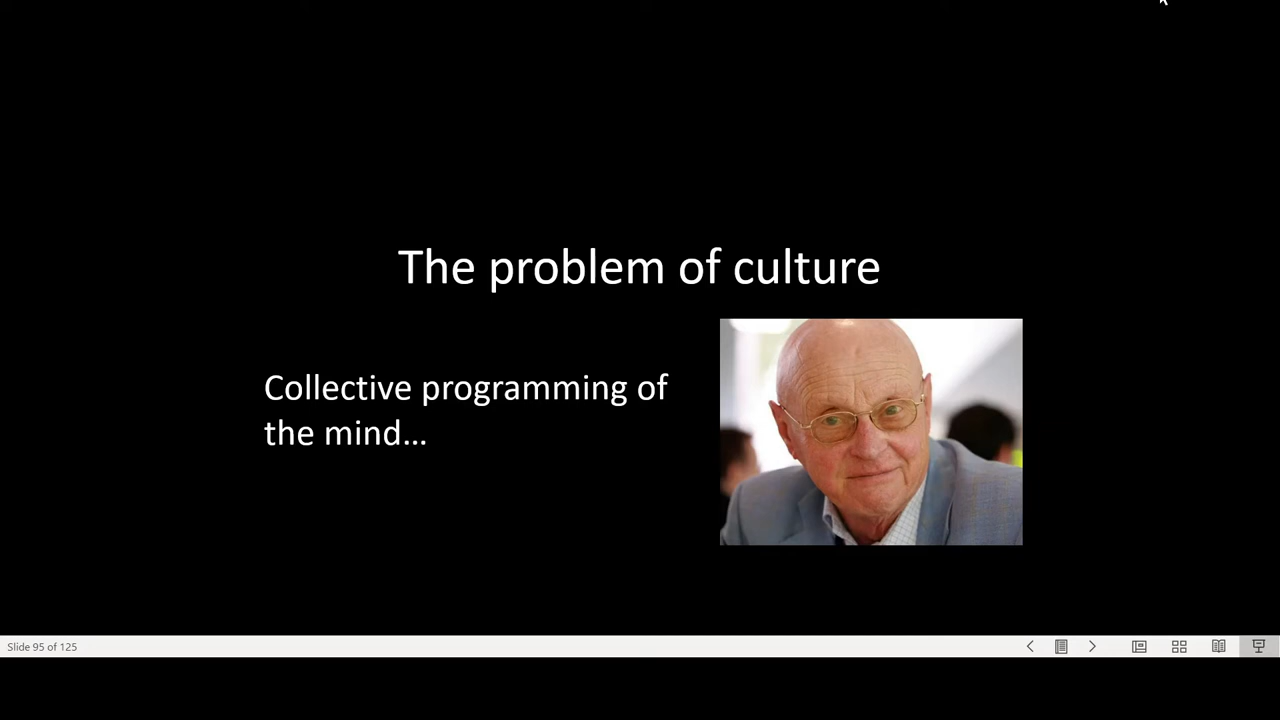 The problem of culture
Collective programming of
the mind…
Slide 95 of 125